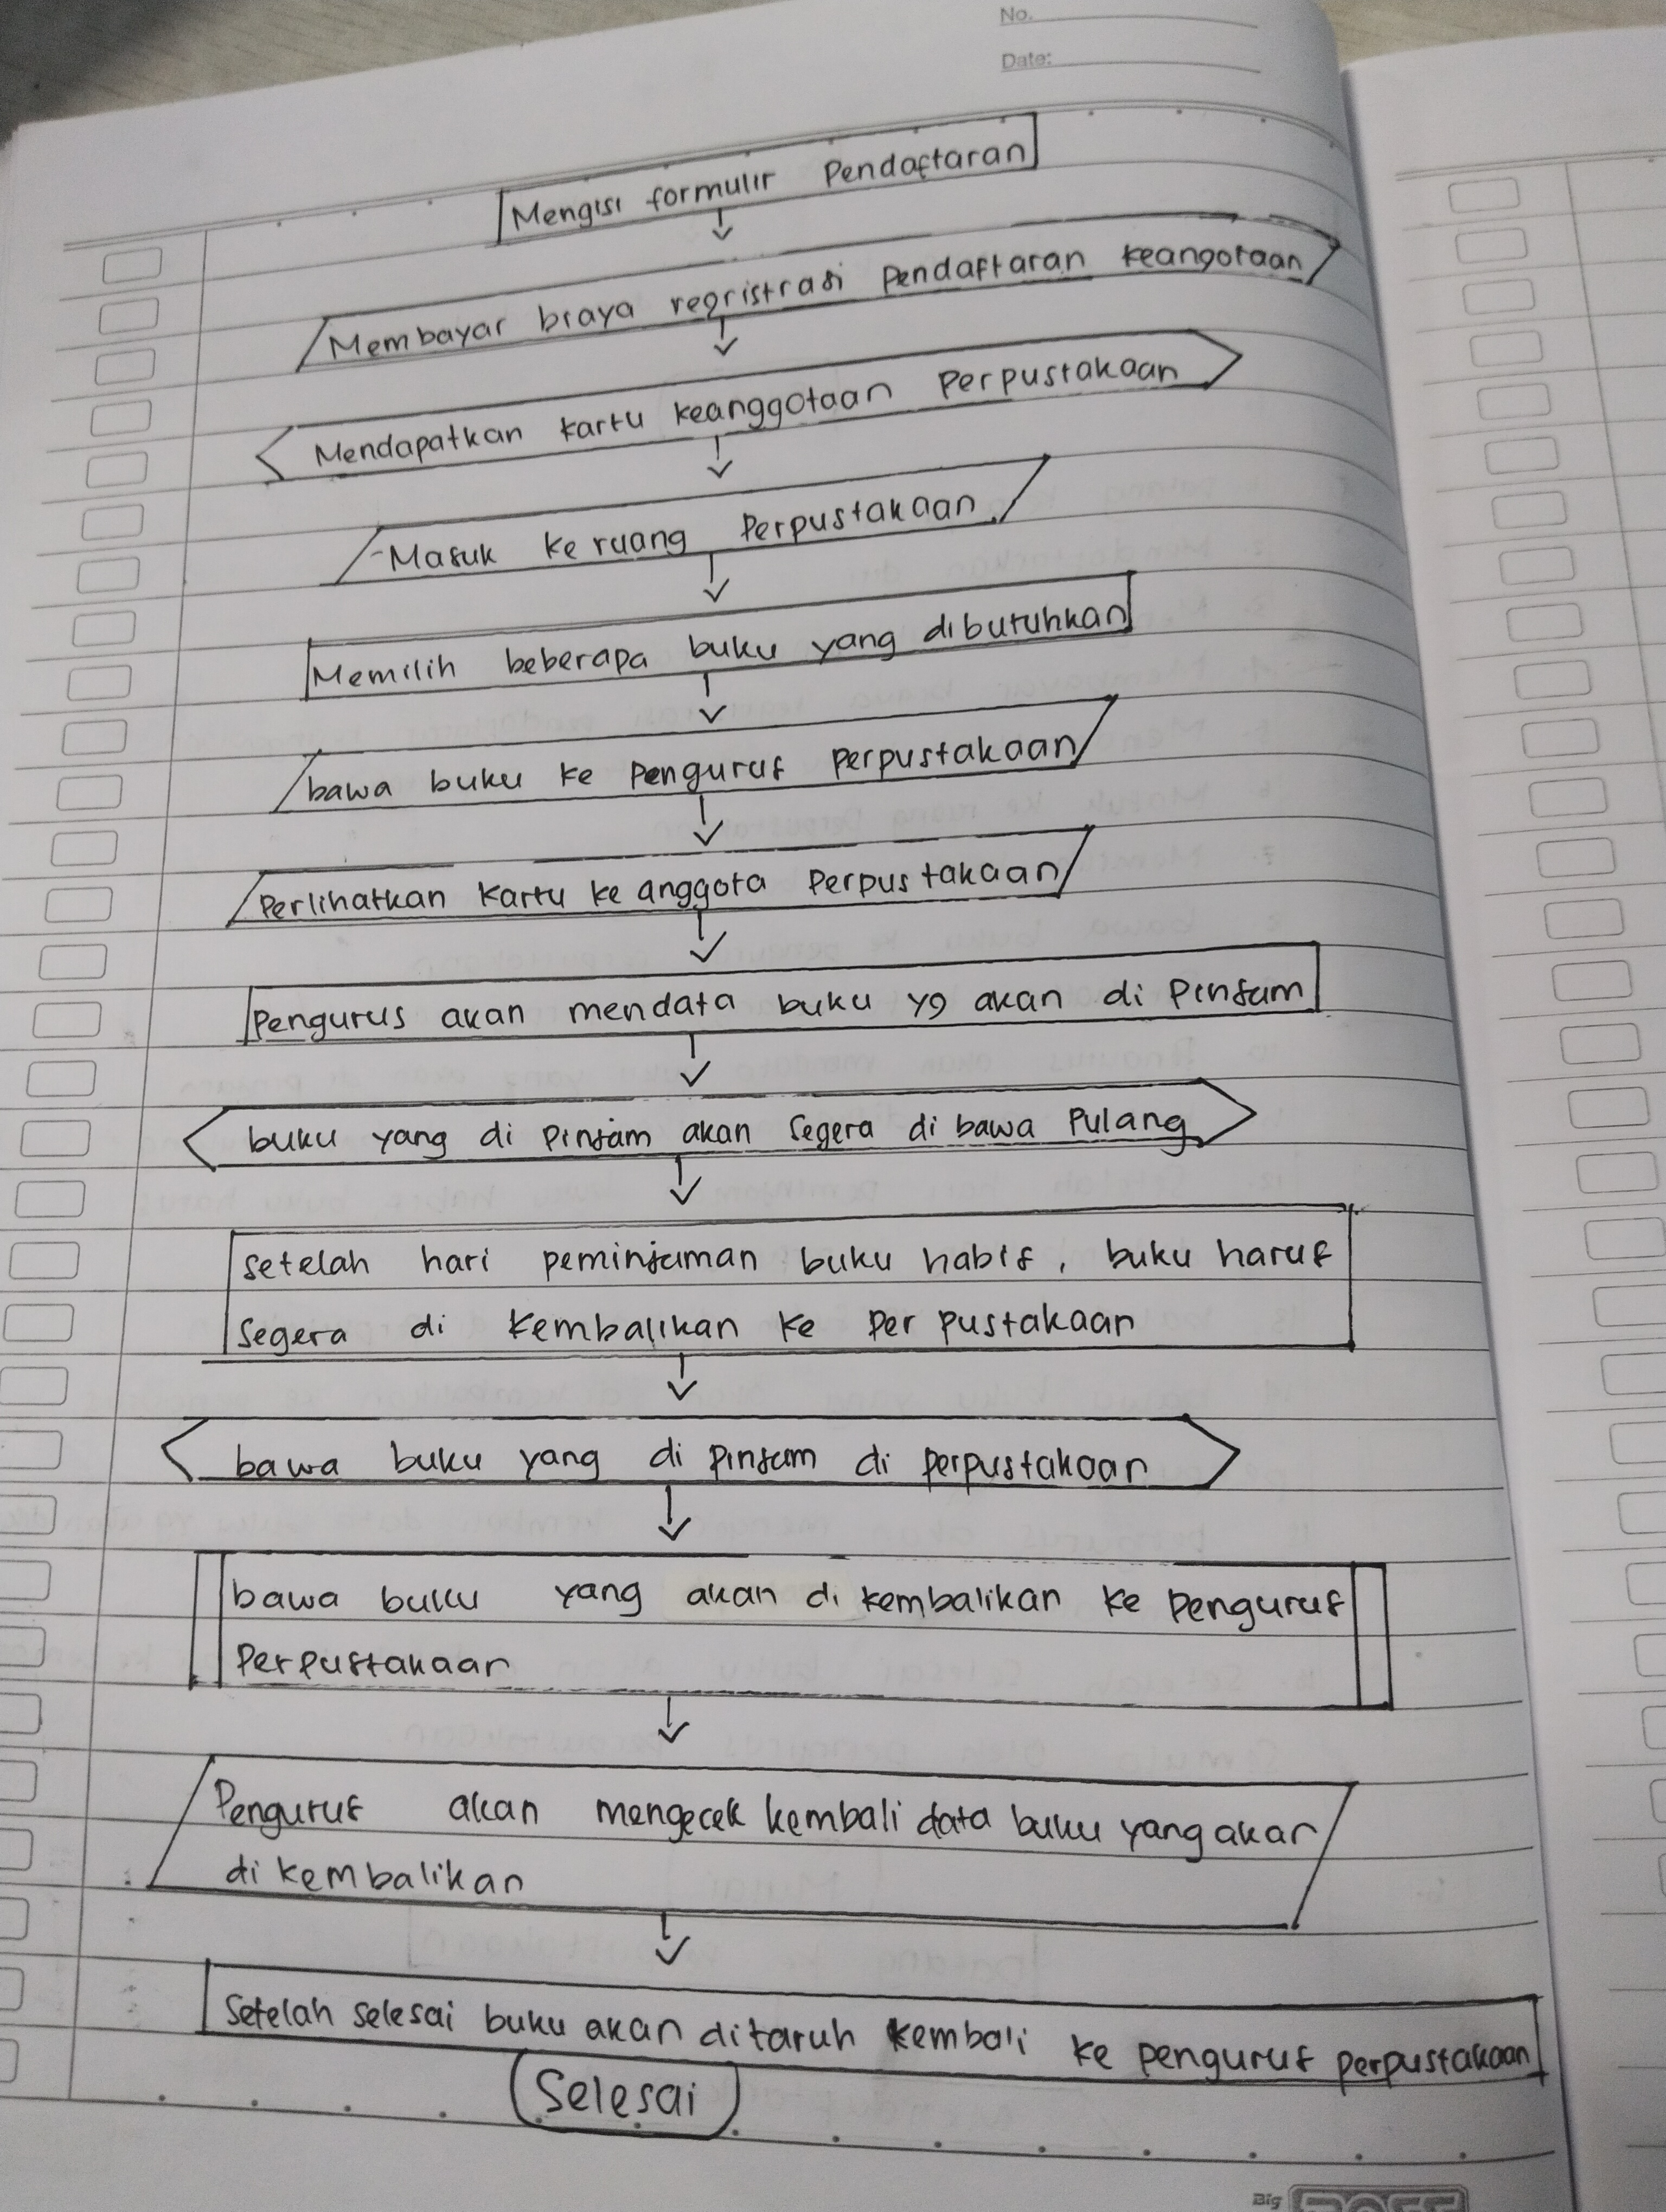 No.
Date:
Mengisi formulir Pendaftaran
Membayar biaya regristrasi Pendaftaran keangotaan
Mendapatkan kartu keanggotaan Perpustakaan
Masuk ke ruang Perpustakaan
Memilih beberapa buku yang dibutuhkan
bawa buku ke Pengurus Perpustakaan
Perlihatkan kartu ke anggota Perpustakaan
Pengurus akan mendata buku yg akan di Pinjam
buku yang di pinjam akan segera di bawa Pulang
setelah hari peminjaman buku habis, buku harus
segera di kembalikan ke Perpustakaan
bawa buku yang di pinjam di perpustakaan
bawa buku yang akan di kembalikan ke Pengurus
Perpustakaan
Pengurus akan mengecek kembali data buku yang akan
di kembalikan
Setelah selesai buku akan ditaruh kembali ke pengurus perpustakaan
Selesai
Big